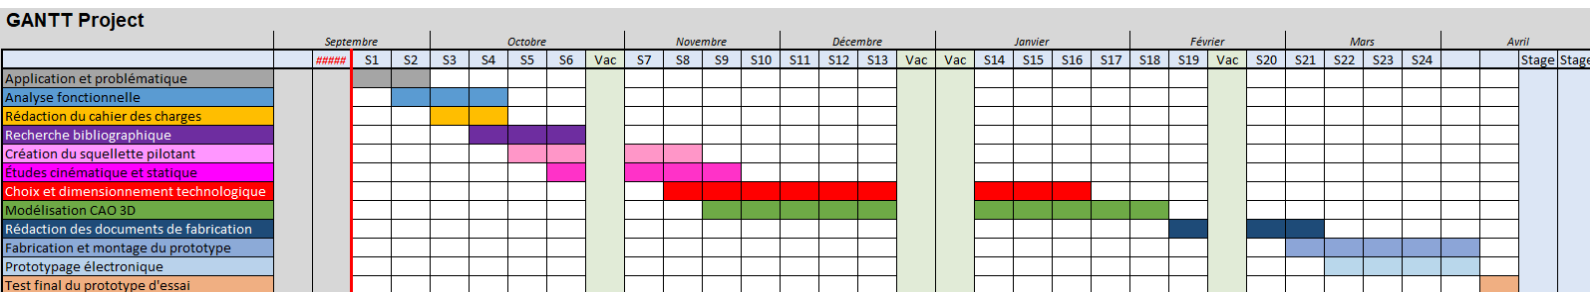 GANTT Project
Septembre Octobre Novembre Décembre Janvier Février Mars Avril
##### S1 S2 S3 S4 S5 S6 Vac S7 S8 S9 S10 S11 S12 S13 Vac Vac S14 S15 S16 S17 S18 S19 Vac S20 S21 S22 S23 S24 Stage Stage
Application et problématique
Analyse fonctionnelle
Rédaction du cahier des charges
Recherche bibliographique
Création du squellette pilotant
Études cinématique et statique
Choix et dimensionnement technologique
Modélisation CAO 3D
Rédaction des documents de fabrication
Fabrication et montage du prototype
Prototypage électronique
Test final du prototype d'essai